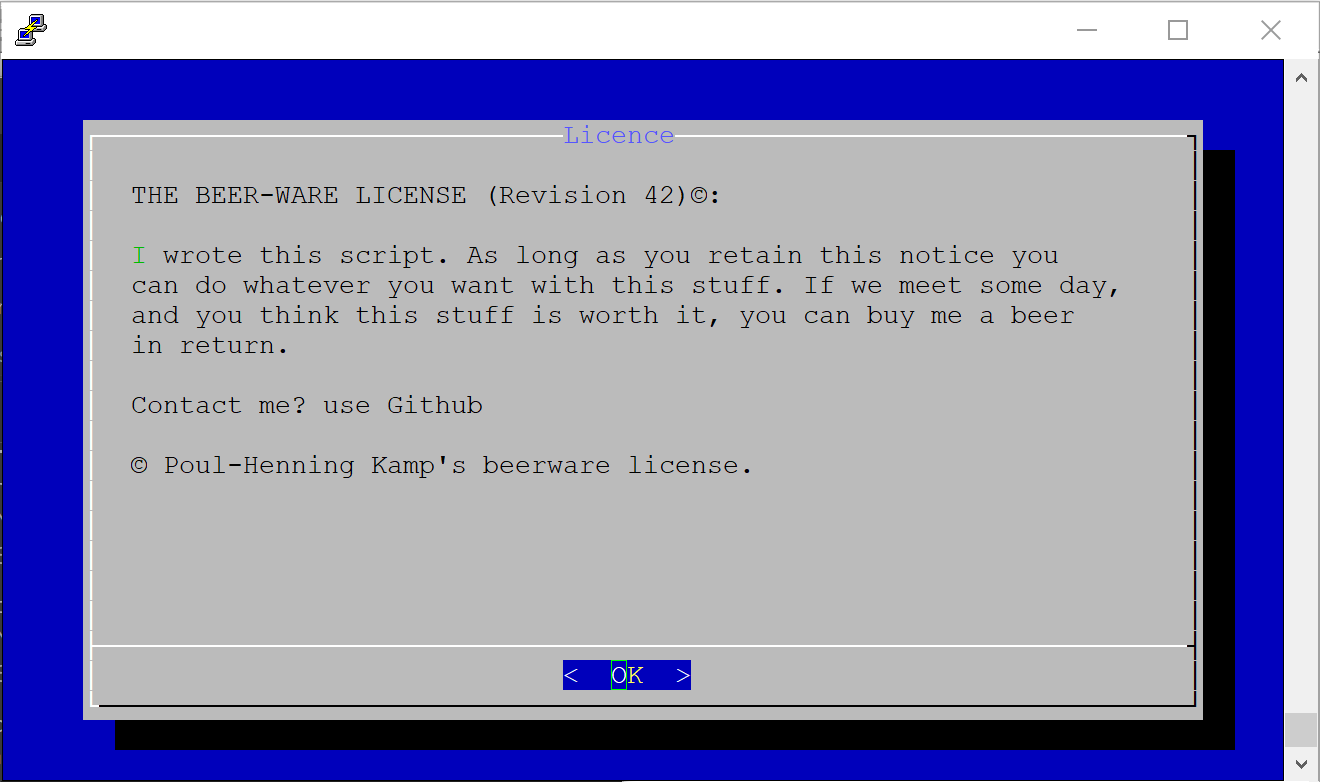 Licence
THE BEER-WARE LICENSE (Revision 42)©:
I wrote this script. As long as you retain this notice you
can do whatever you want with this stuff. If we meet some day,
and you think this stuff is worth it, you can buy me a beer
in return.
Contact me? use Github
© Poul-Henning Kamp's beerware license.
<  OK  >